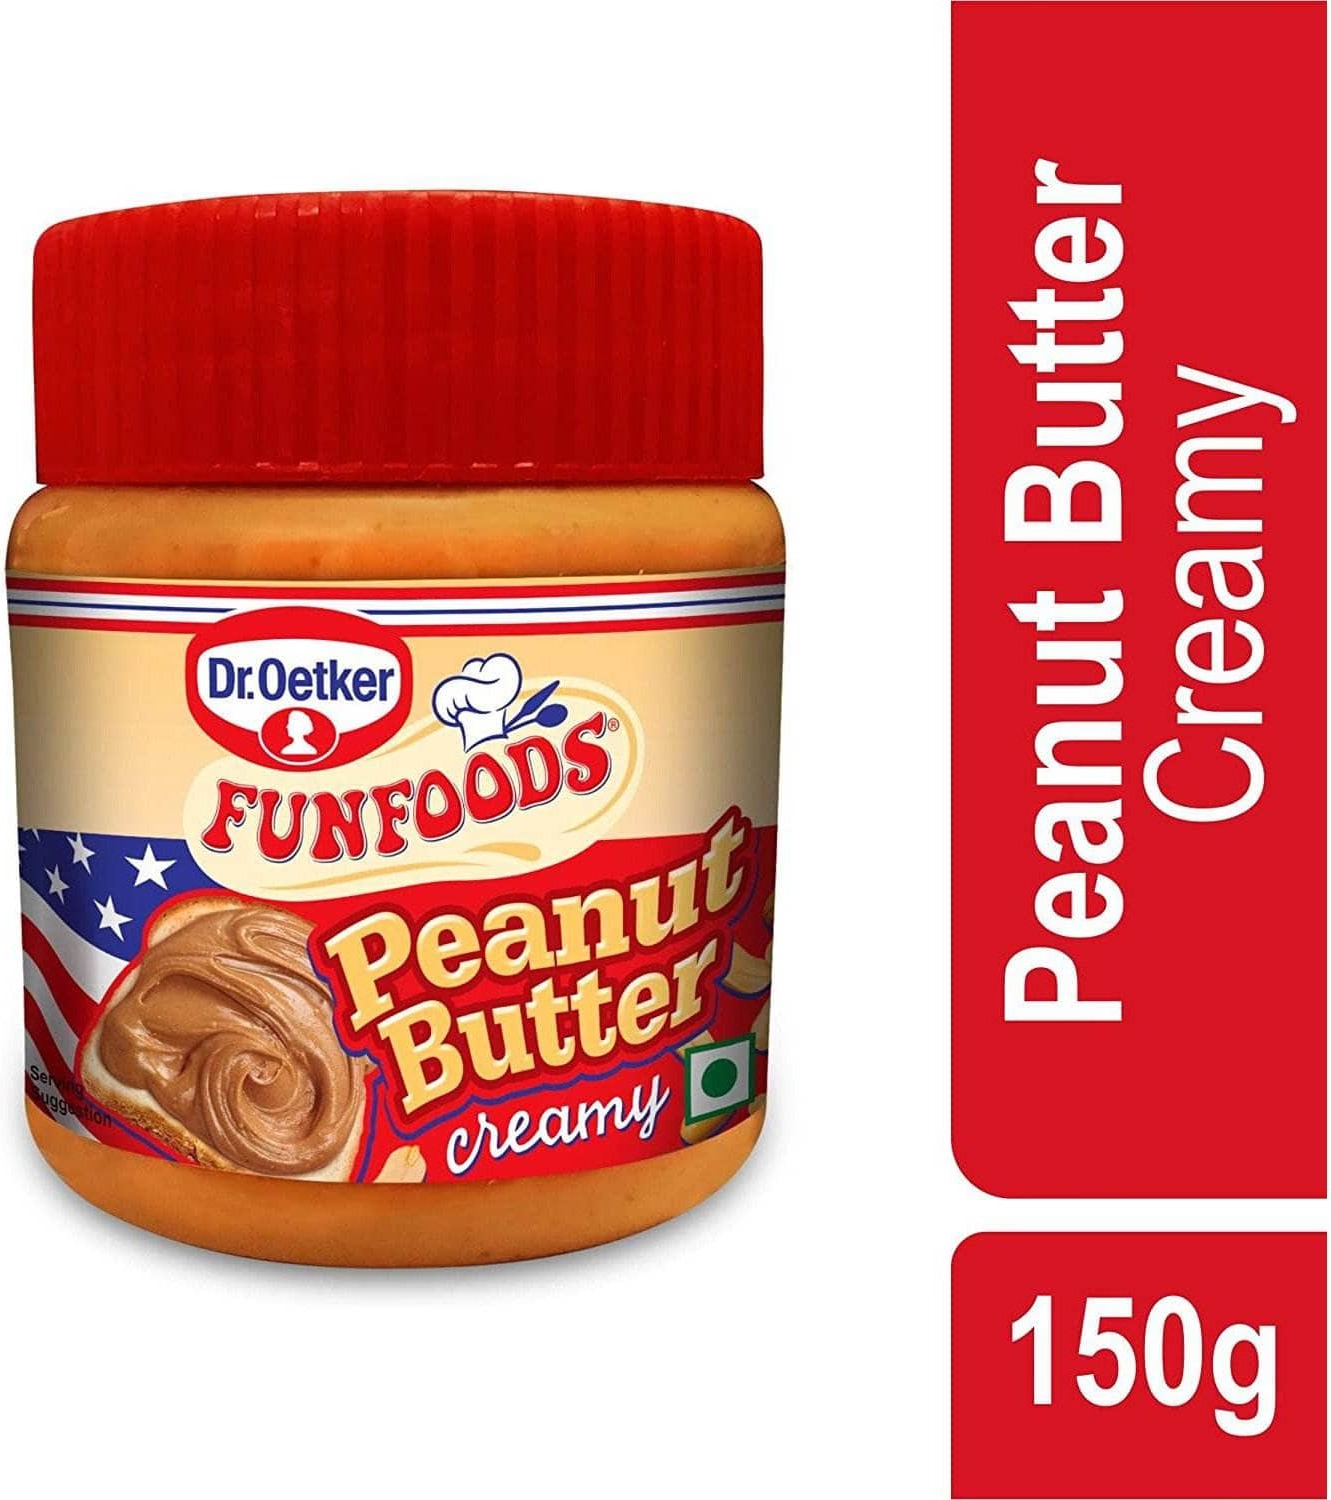 Dr.Oetker
FUNFOODS®
Peanut
Butter
creamy
Serving
Suggestion
Peanut Butter
Creamy
150g